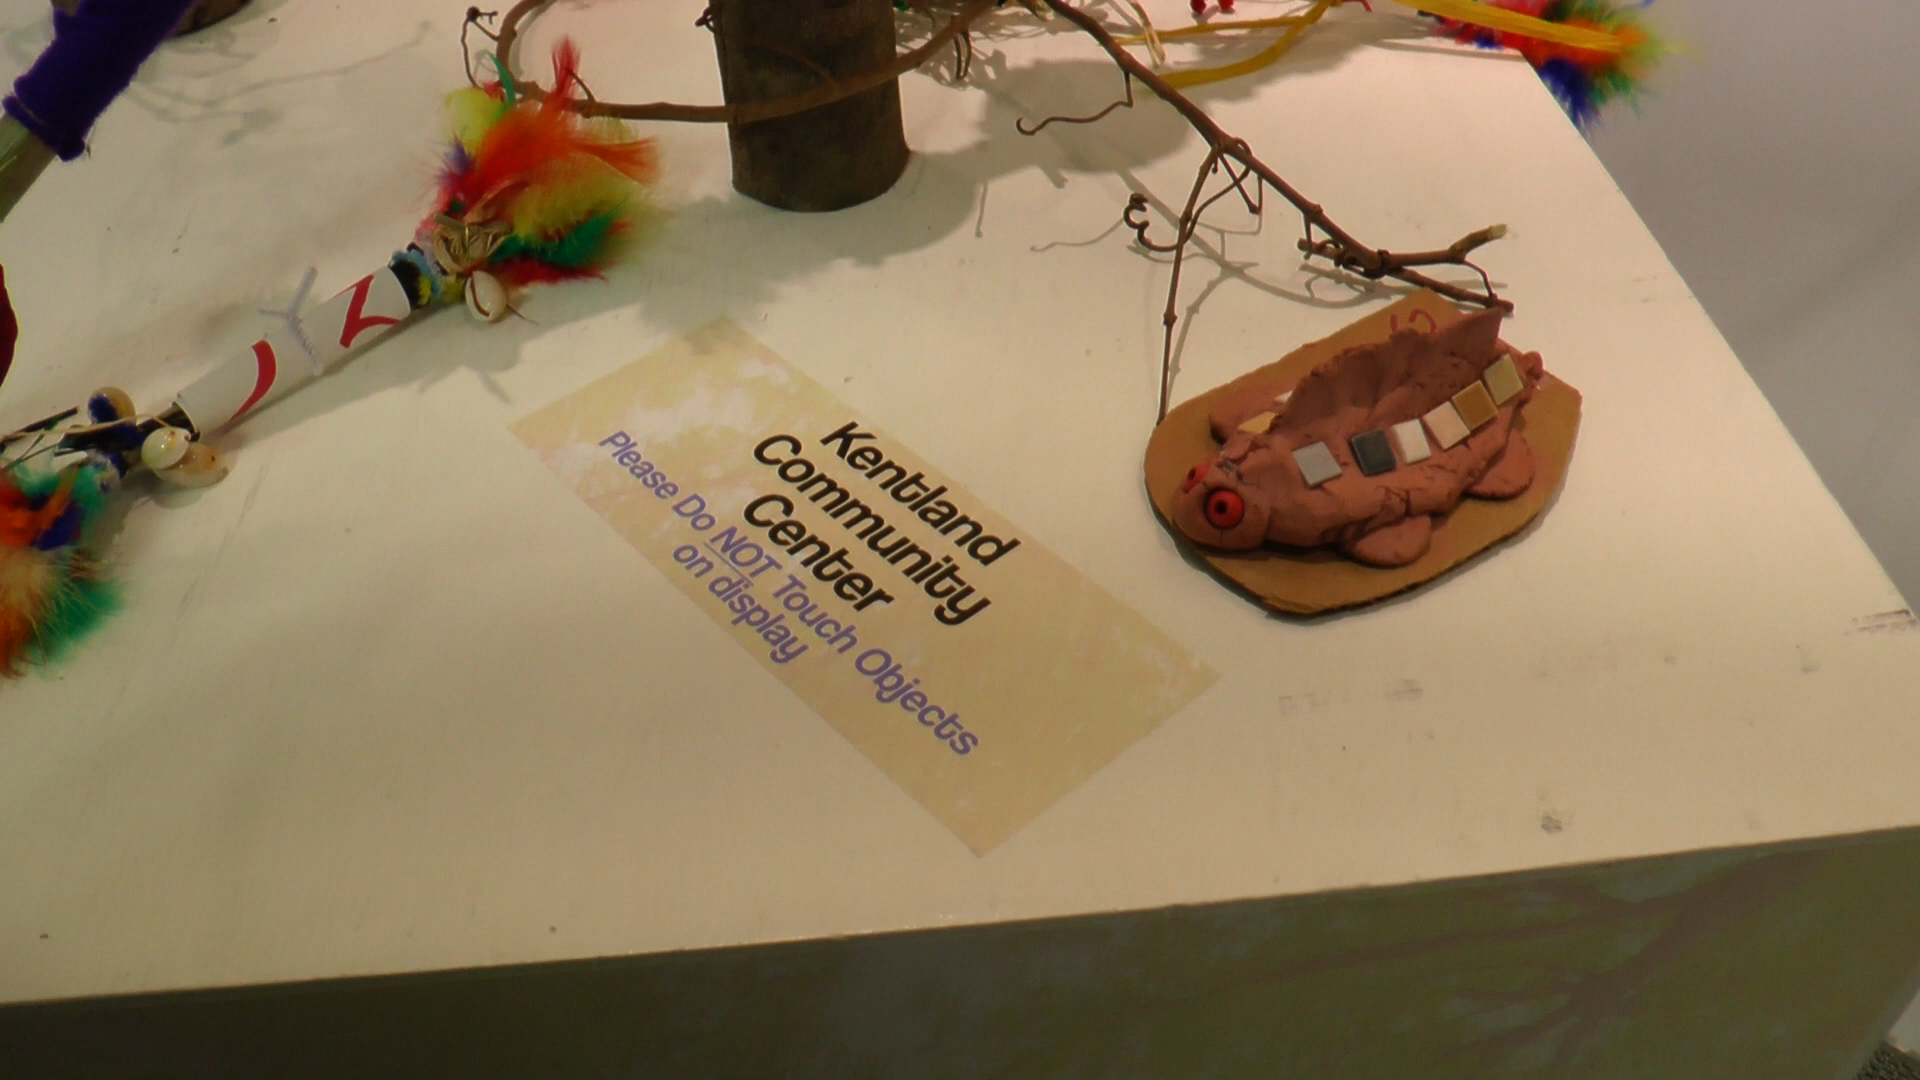 Kentland
Community
Center
Please Do NOT Touch Objects
on display